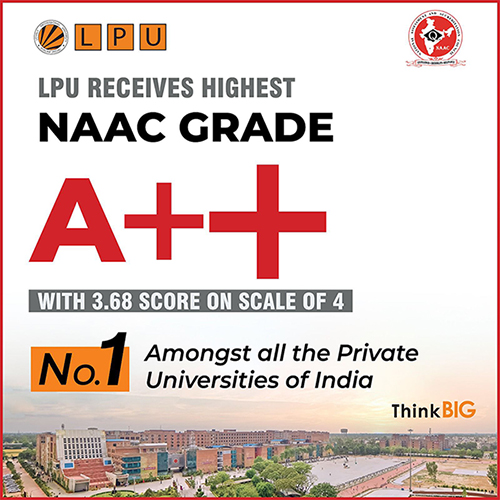 LPU
LPU RECEIVES HIGHEST
NAAC GRADE
A++
WITH 3.68 SCORE ON SCALE OF 4
No.1
Amongst all the Private
Universities of India
ThinkBIG
NAAC